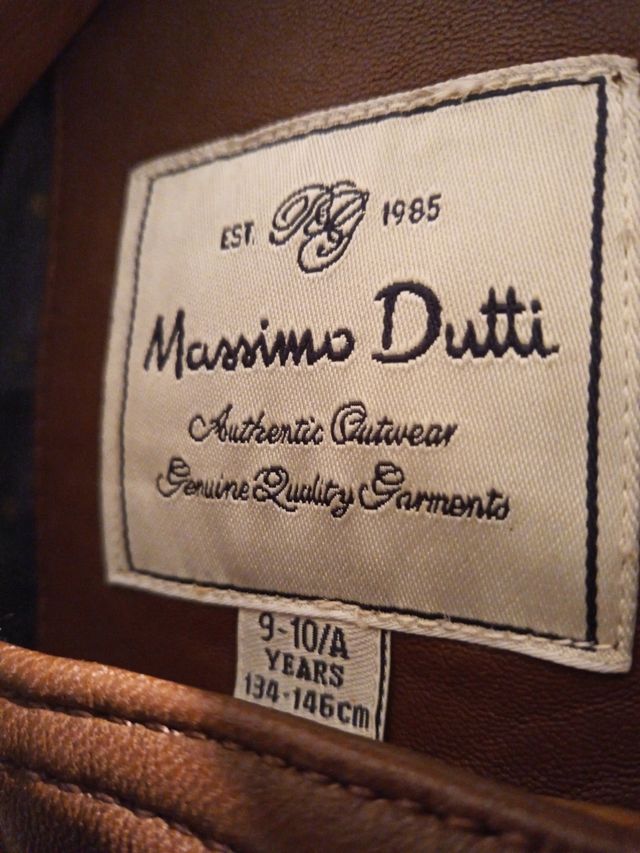 EST. B&G 1985
Massimo Dutti
Authentic Outwear
Genuine Quality Garments
9-10/A
YEARS
134-146cm